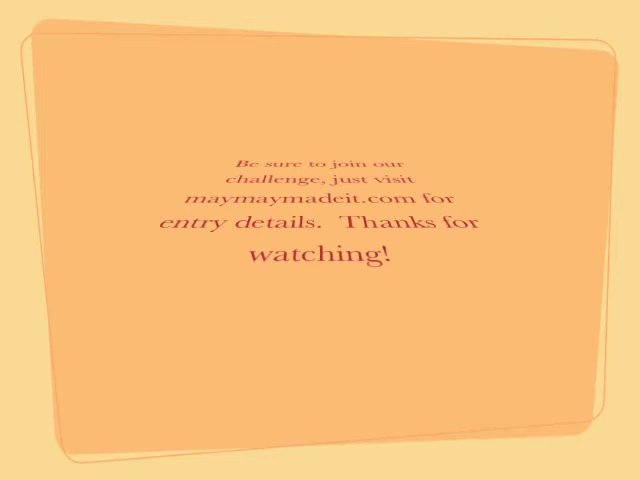 Be sure to join our
challenge, just visit
maymaymadeit.com for
entry details.  Thanks for
watching!